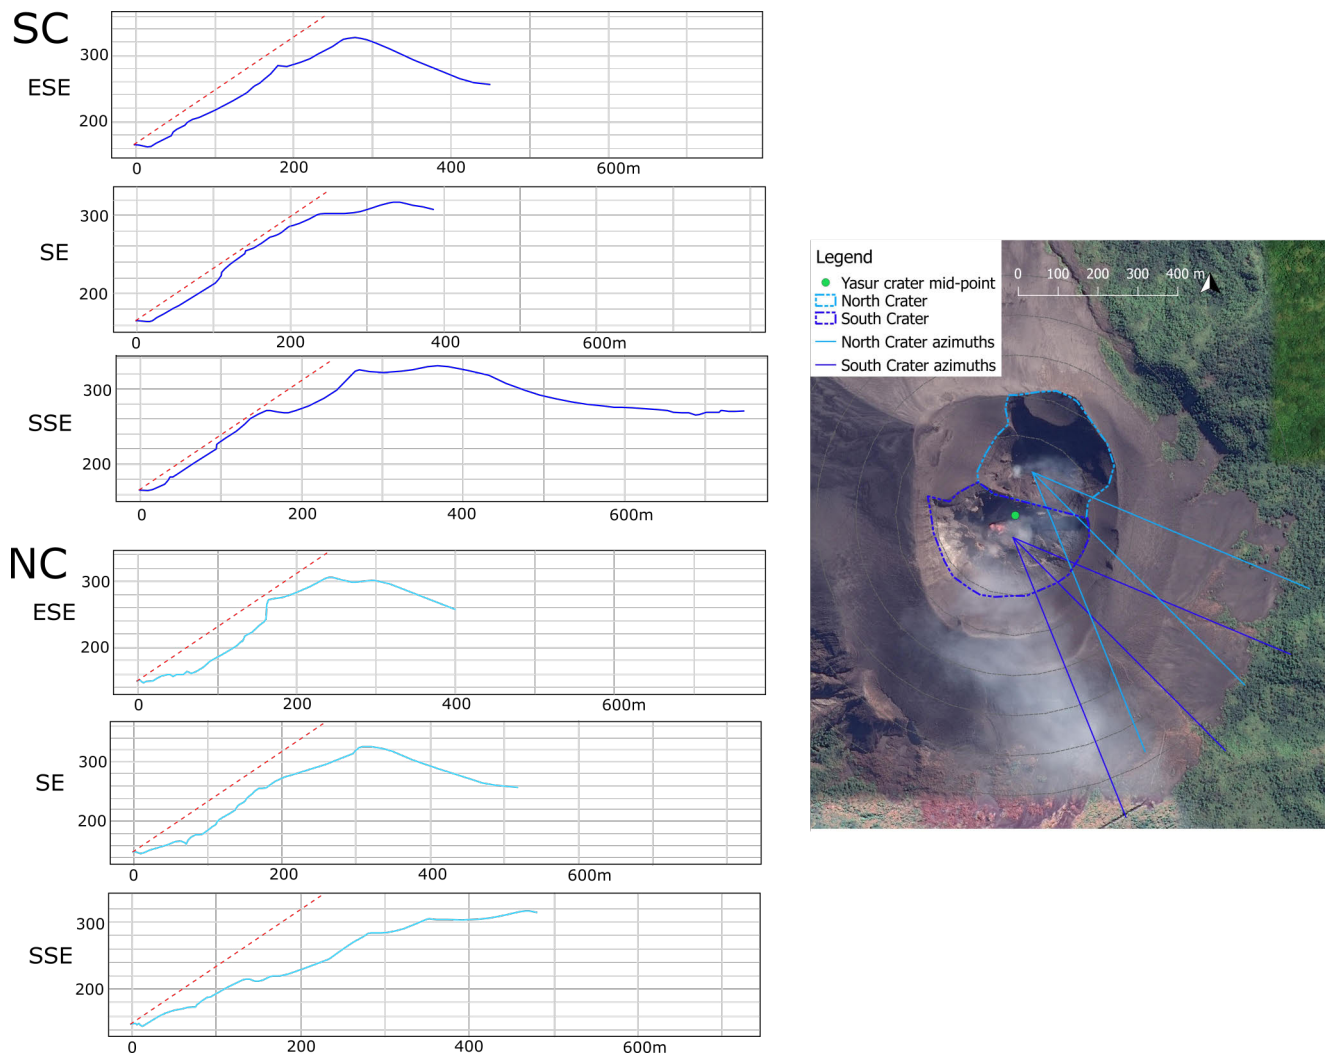 SC
ESE
300
200
0 200 400 600m
SE
300
200
0 200 400 600m
SSE
300
200
0 200 400 600m
NC
ESE
300
200
0 200 400 600m
SE
300
200
0 200 400 600m
SSE
300
200
0 200 400 600m
Legend
Yasur crater mid-point
North Crater
South Crater
North Crater azimuths
South Crater azimuths
0 100 200 300 400 m